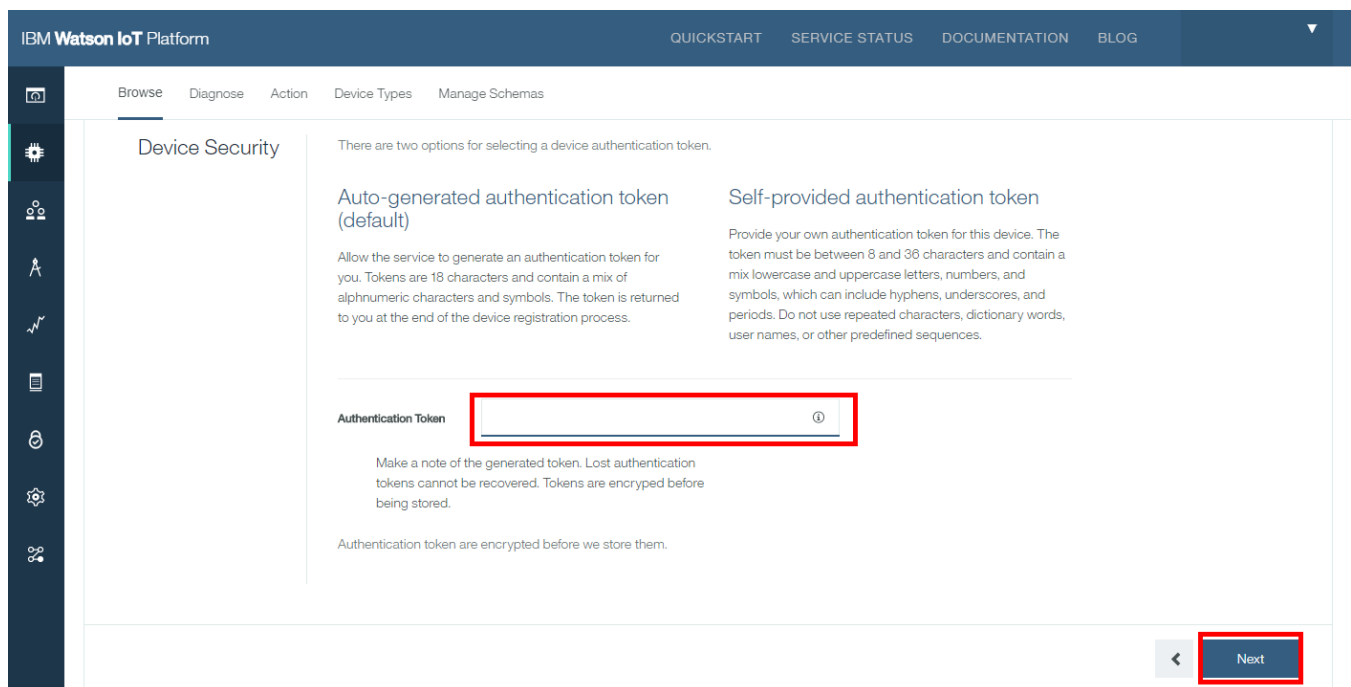 IBM Watson IoT Platform
QUICKSTART SERVICE STATUS DOCUMENTATION BLOG
Browse Diagnose Action Device Types Manage Schemas
Device Security
There are two options for selecting a device authentication token.
Auto-generated authentication token
(default)
Allow the service to generate an authentication token for
you. Tokens are 18 characters and contain a mix of
alphnumeric characters and symbols. The token is returned
to you at the end of the device registration process.
Self-provided authentication token
Provide your own authentication token for this device. The
token must be between 8 and 36 characters and contain a
mix lowercase and uppercase letters, numbers, and
symbols, which can include hyphens, underscores, and
periods. Do not use repeated characters, dictionary words,
user names, or other predefined sequences.
Authentication Token
Make a note of the generated token. Lost authentication
tokens cannot be recovered. Tokens are encryped before
being stored.
Authentication token are encrypted before we store them.
Next